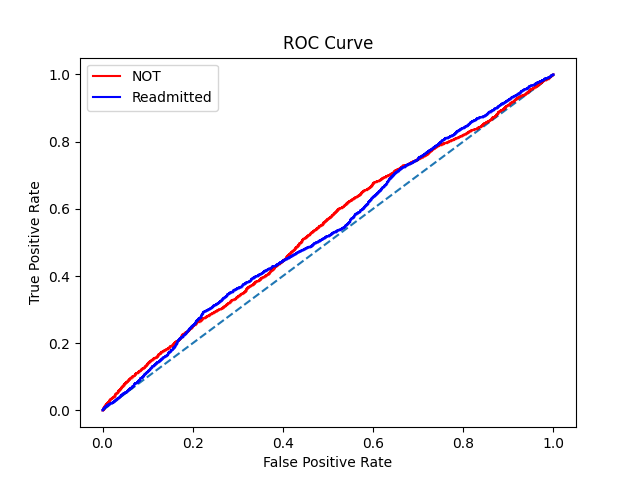 ROC Curve
NOT
Readmitted
True Positive Rate
1.0
0.8
0.6
0.4
0.2
0.0
0.0 0.2 0.4 0.6 0.8 1.0
False Positive Rate